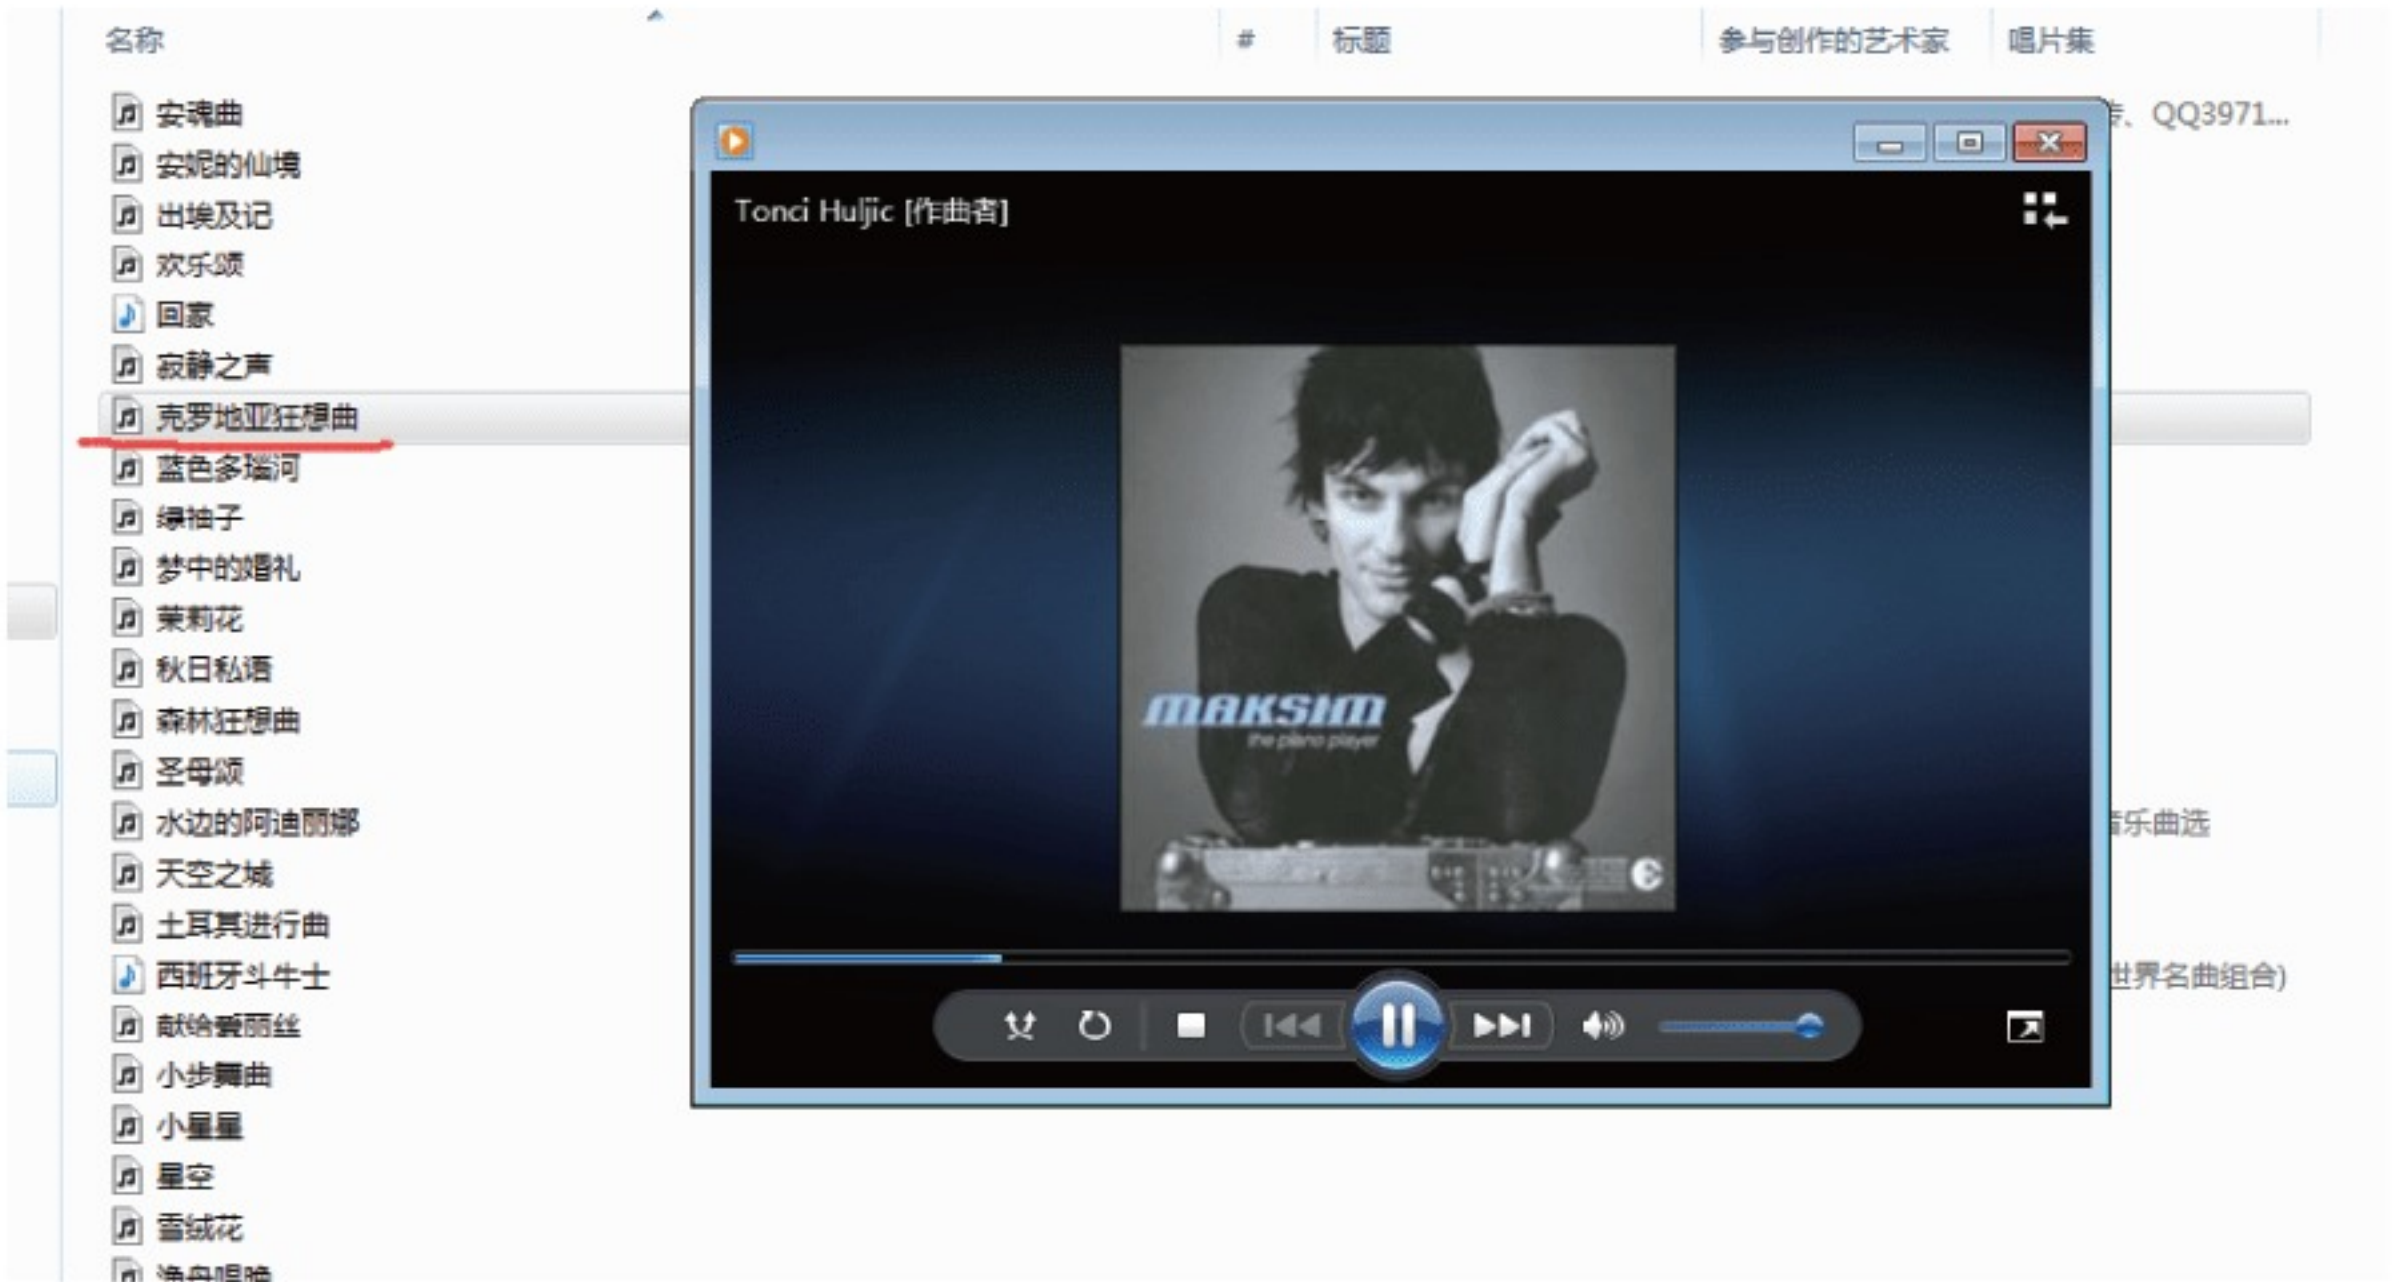 名称
#
标题
参与创作的艺术家
唱片集
安魂曲
QQ3971...
安妮的仙境
出埃及记
欢乐颂
回家
寂静之声
克罗地亚狂想曲
蓝色多瑙河
绿袖子
梦中的婚礼
茉莉花
秋日私语
森林狂想曲
圣母颂
水边的阿迪丽娜
天空之城
土耳其进行曲
西班牙斗牛士
献给爱丽丝
小步舞曲
小星星
星空
雪绒花
渔舟唱晚
Tonci Huljic [作曲者]
MAKSIM
the piano player
音乐曲选
世界名曲组合)